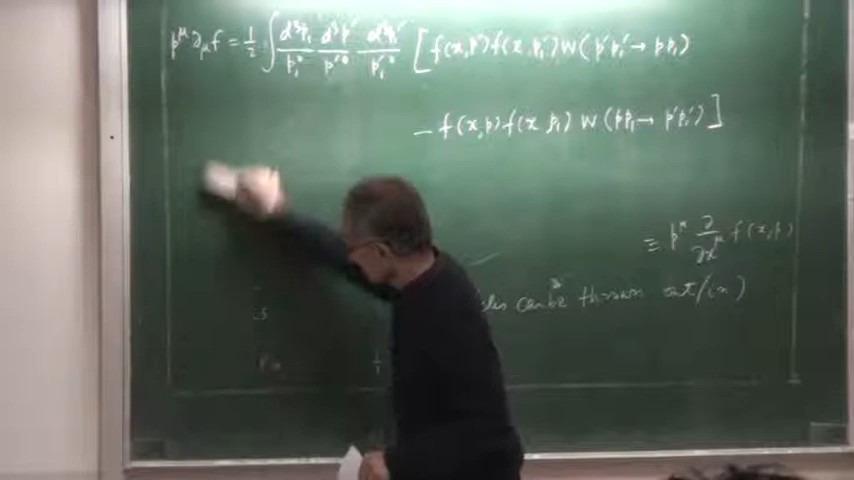 p^μ ∂_μ f = 1/2 ∫ d³p₁/p₁⁰ d³p'/p'⁰ d³p₁'/p₁'⁰ [f(x,p')f(x,p₁')W(p'p₁'→ pp₁)
− f(x,p)f(x,p₁) W(pp₁→ p'p₁')]
≡ p^μ ∂/∂x^μ f(x,p)
can be thrown out/in)